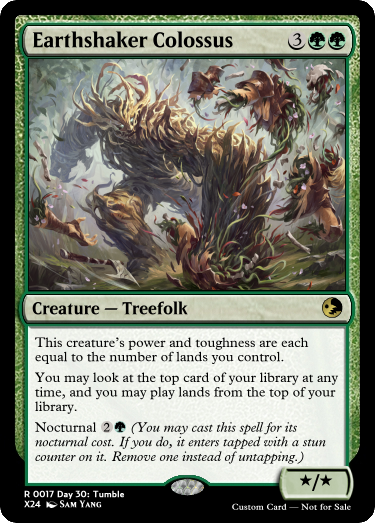 Earthshaker Colossus 3
Creature — Treefolk
This creature's power and toughness are each
equal to the number of lands you control.
You may look at the top card of your library at any
time, and you may play lands from the top of your
library.
Nocturnal 2 (You may cast this spell for its
nocturnal cost. If you do, it enters tapped with a stun
counter on it. Remove one instead of untapping.)
★/★
R 0017 Day 30: Tumble
X24 Sam Yang
Custom Card — Not for Sale